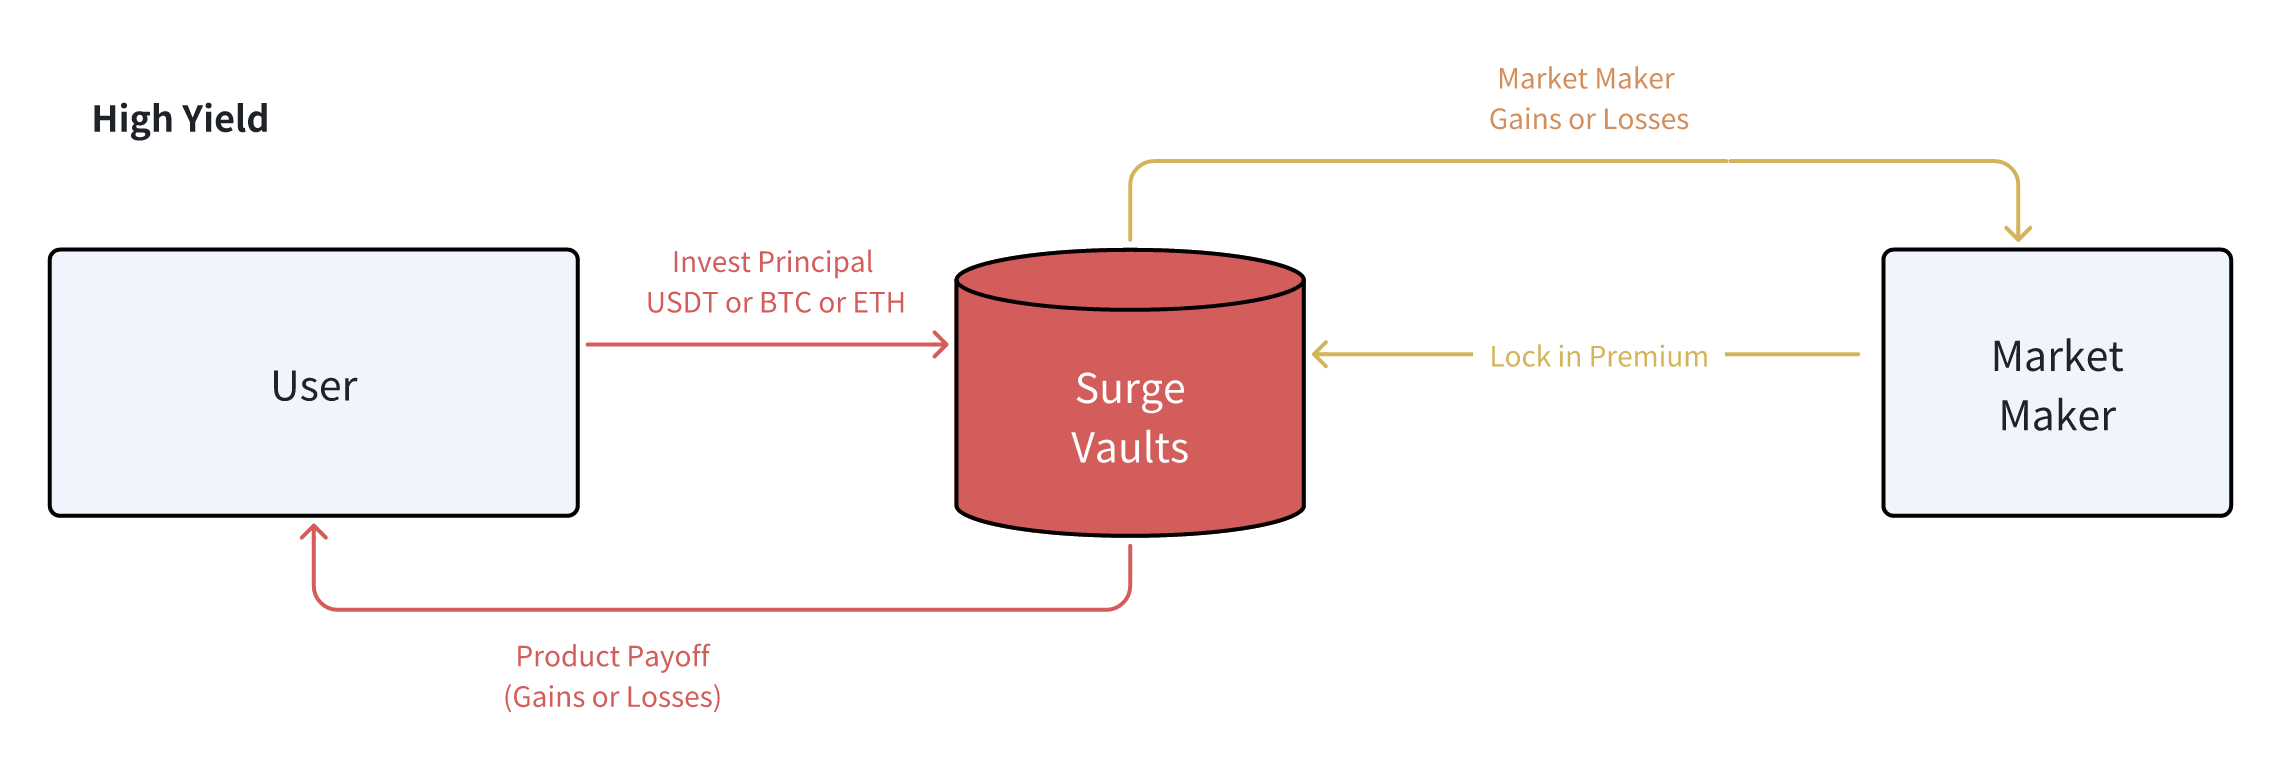 High Yield
Market Maker
Gains or Losses
Invest Principal
USDT or BTC or ETH
User
Surge
Vaults
Lock in Premium
Market
Maker
Product Payoff
(Gains or Losses)